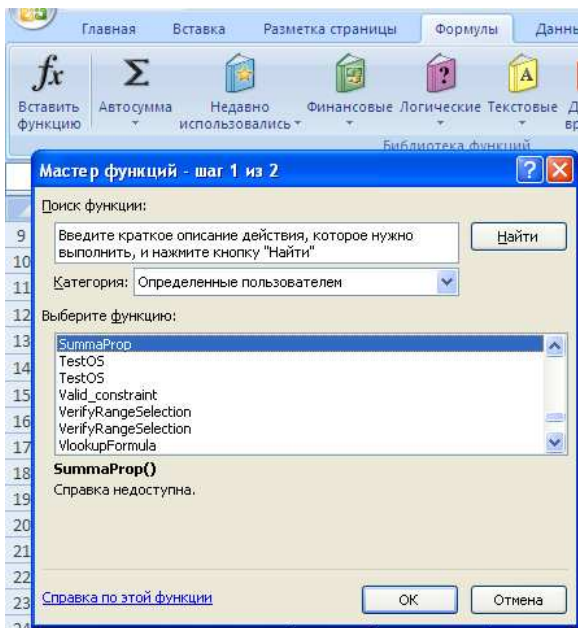 Главная Вставка Разметка страницы Формулы
fx Σ ? A
Вставить Автосумма Недавно Финансовые Логические Текстовые
функцию использовались
Библиотека функций
Мастер функций - шаг 1 из 2
Поиск функции:
Введите краткое описание действия, которое нужно
выполнить, и нажмите кнопку "Найти"
Найти
Категория: Определенные пользователем
Выберите функцию:
SummaProp
TestOS
TestOS
Valid_constraint
VerifyRangeSelection
VerifyRangeSelection
VlookupFormula
SummaProp()
Справка недоступна.
Справка по этой функции
OK Отмена
9
10
11
12
13
14
15
16
17
18
19
20
21
22
23